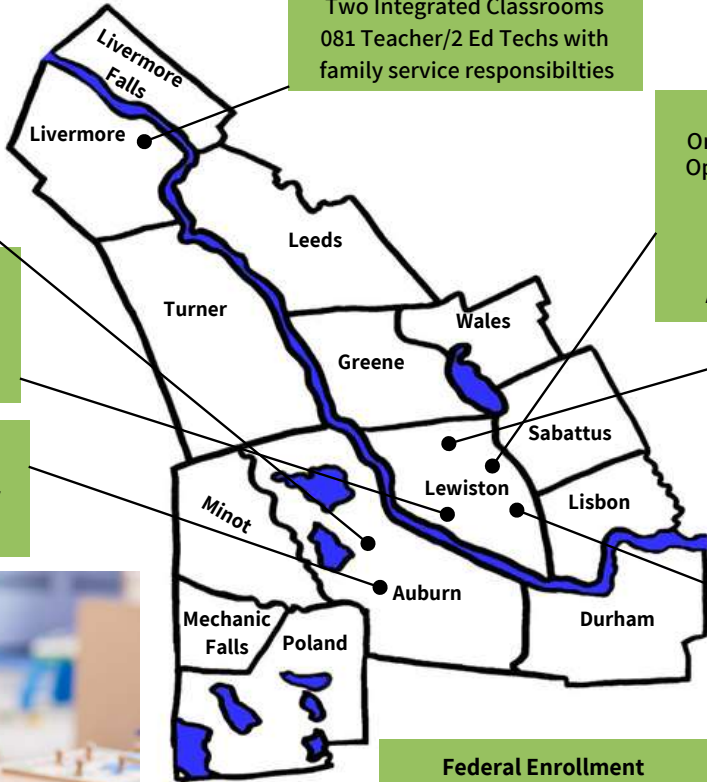 Two Integrated Classrooms
081 Teacher/2 Ed Techs with
family service responsibilties
Livermore
Falls
Livermore
Leeds
Turner
Wales
Greene
Sabattus
Lewiston
Lisbon
Minot
Auburn
Durham
Mechanic
Falls
Poland
Federal Enrollment